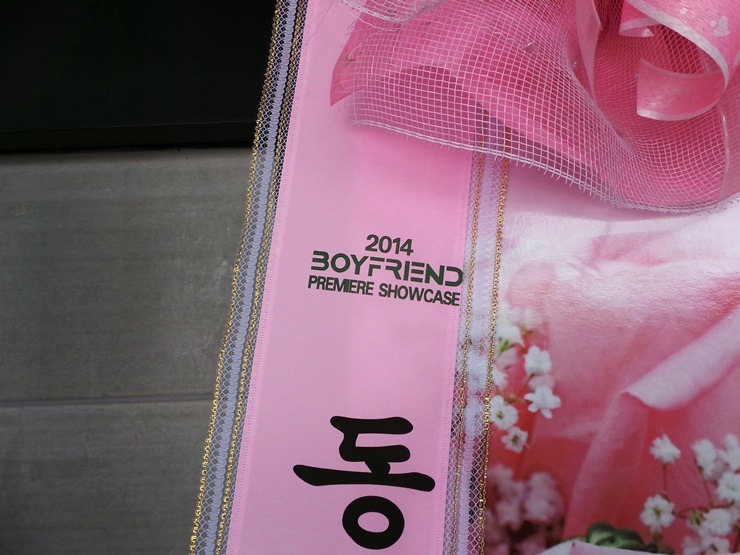 2014
BOYFRIEND
PREMIERE SHOWCASE
동